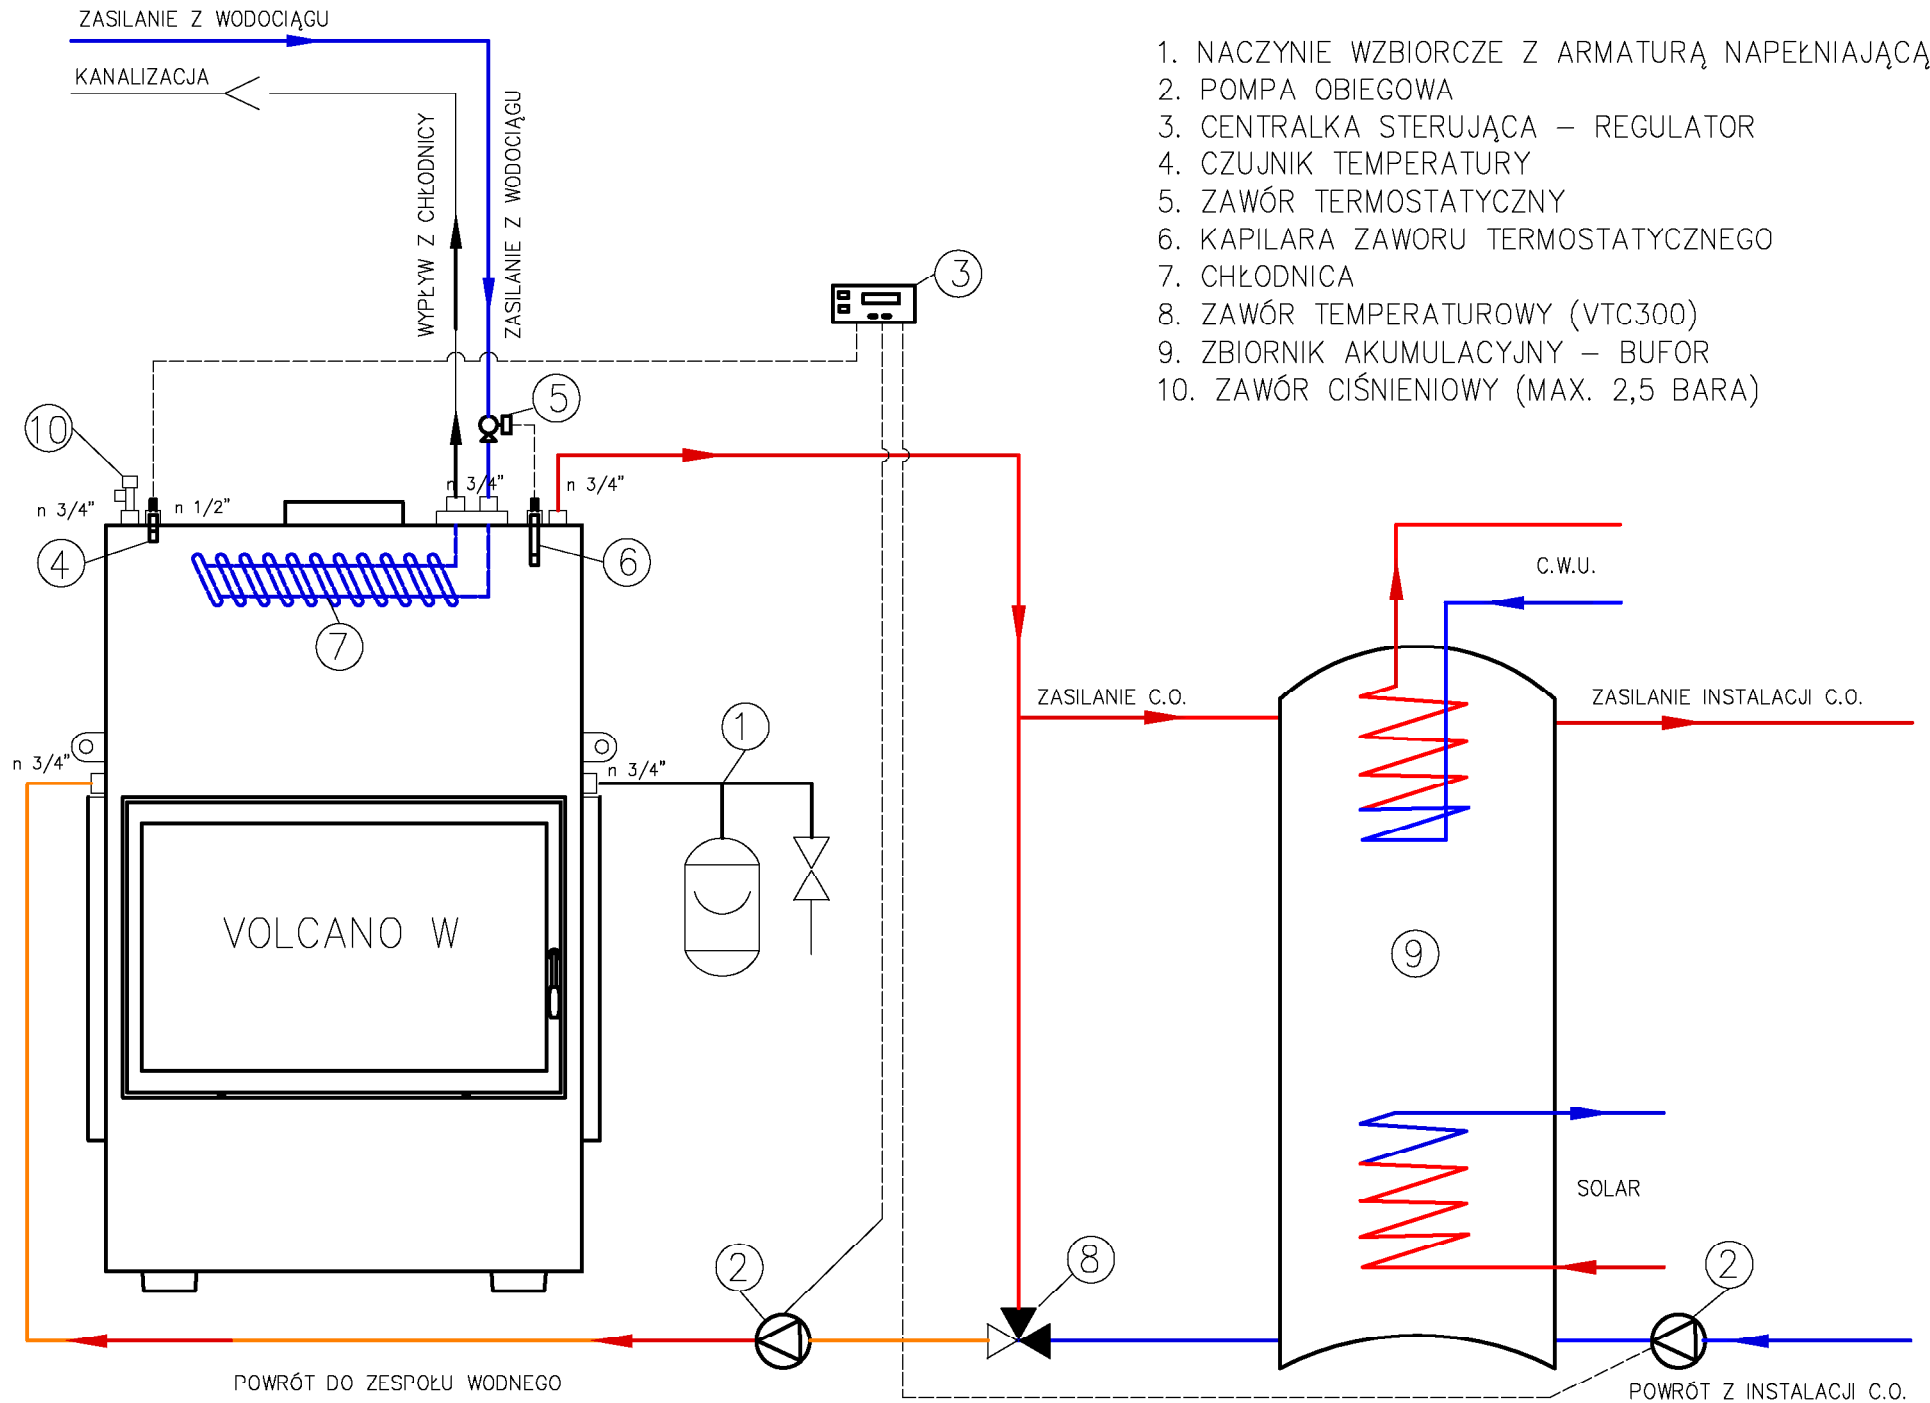 ZASILANIE Z WODOCIĄGU
KANALIZACJA
WYPŁYW Z CHŁODNICY
ZASILANIE Z WODOCIĄGU
1. NACZYNIE WZBIORCZE Z ARMATURĄ NAPEŁNIAJĄCĄ
2. POMPA OBIEGOWA
3. CENTRALKA STERUJĄCA – REGULATOR
4. CZUJNIK TEMPERATURY
5. ZAWÓR TERMOSTATYCZNY
6. KAPILARA ZAWORU TERMOSTATYCZNEGO
7. CHŁODNICA
8. ZAWÓR TEMPERATUROWY (VTC300)
9. ZBIORNIK AKUMULACYJNY – BUFOR
10. ZAWÓR CIŚNIENIOWY (MAX. 2,5 BARA)
3
5
10
n 3/4"
n 1/2"
n 3/4"
n 3/4"
4
6
7
C.W.U.
ZASILANIE C.O.
ZASILANIE INSTALACJI C.O.
1
n 3/4"
n 3/4"
VOLCANO W
9
SOLAR
2
8
2
POWRÓT DO ZESPOŁU WODNEGO
POWRÓT Z INSTALACJI C.O.